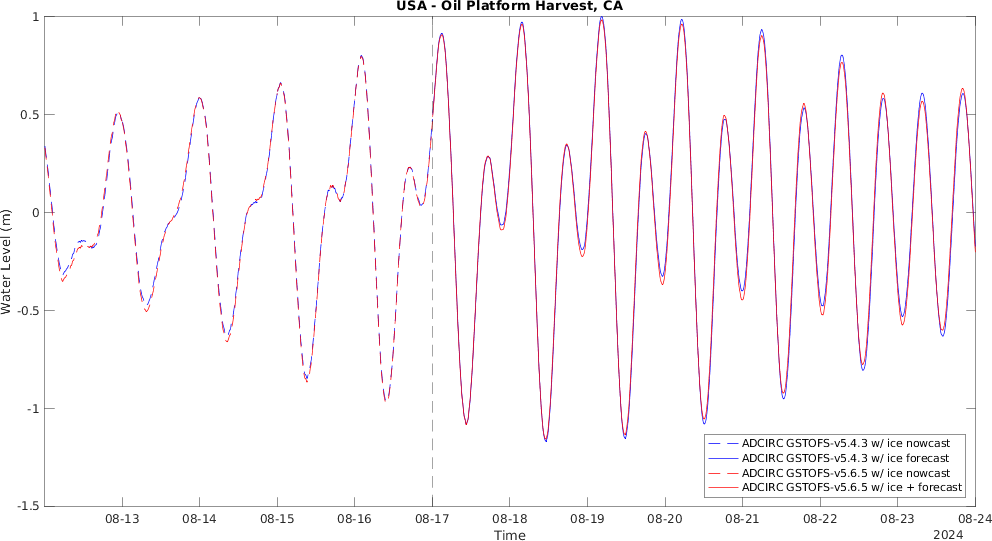 USA - Oil Platform Harvest, CA
1
0.5
0
-0.5
-1
-1.5
Water Level (m)
ADCIRC GSTOFS-v5.4.3 w/ ice nowcast
ADCIRC GSTOFS-v5.4.3 w/ ice forecast
ADCIRC GSTOFS-v5.6.5 w/ ice nowcast
ADCIRC GSTOFS-v5.6.5 w/ ice + forecast
08-13 08-14 08-15 08-16 08-17 08-18 08-19 08-20 08-21 08-22 08-23 08-24
Time
2024